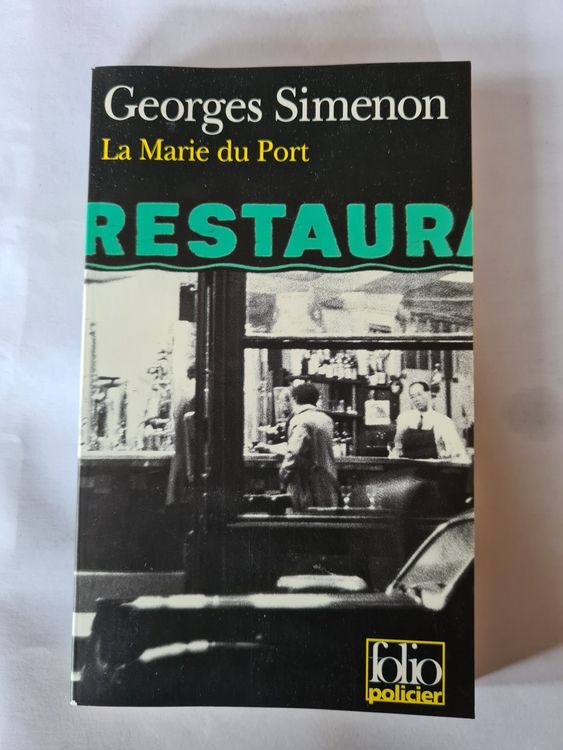 Georges Simenon
La Marie du Port
RESTAURA
folio
policier